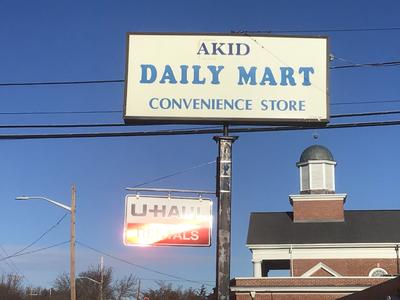 AKID
DAILY MART
CONVENIENCE STORE
U-HAUL
RENTALS